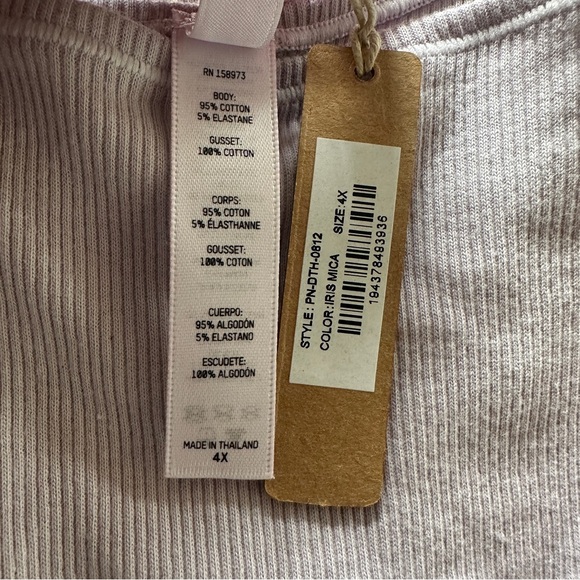 RN 158973
BODY:
95% COTTON
5% ELASTANE
GUSSET:
100% COTTON
CORPS:
95% COTON
5% ÉLASTHANNE
GOUSSET:
100% COTON
CUERPO:
95% ALGODÓN
5% ELASTANO
ESCUDETE:
100% ALGODÓN
MADE IN THAILAND
4X
STYLE: PN-DTH-0812
COLOR:IRIS MICA SIZE:4X
194378493936